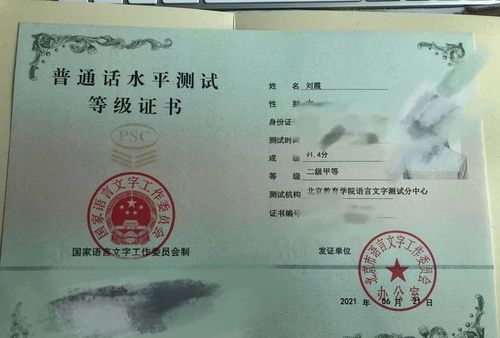 普通话水平测试
等级证书
PSC
国家语言文字工作委员会
国家语言文字工作委员会制
姓 名 刘霞
性 别 女
身份证
测试时间
成 绩 91.4分
等 级 二级甲等
测试机构 北京教育学院语言文字测试分中心
证书编号
发证单位
北京市语言文字工作委员会
办公室
2021 年 06 月 21 日